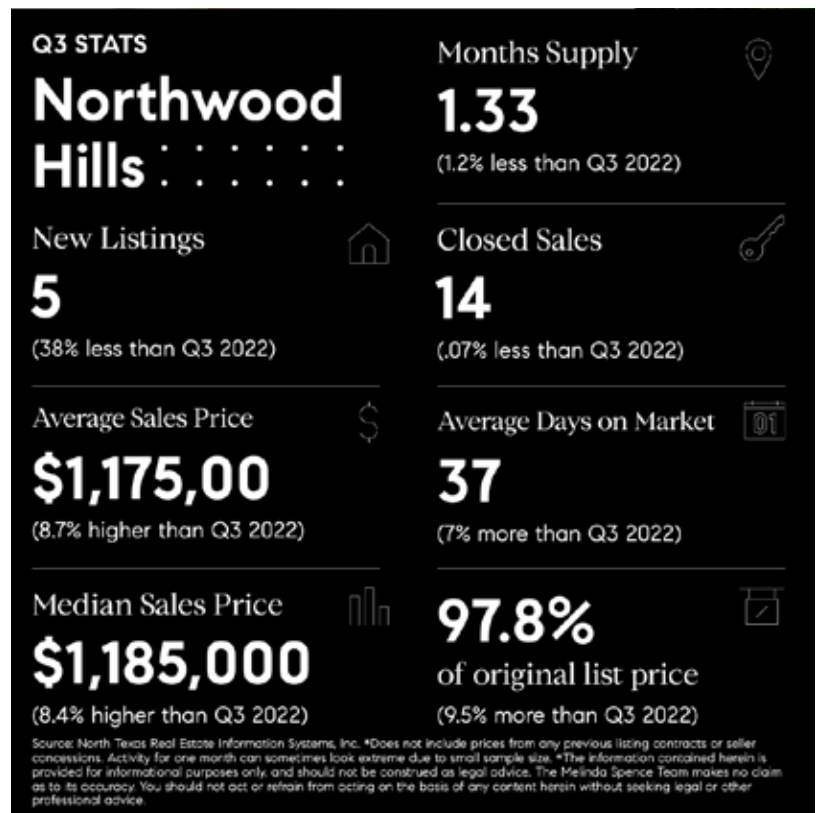 Q3 STATS
Northwood
Hills
Months Supply
1.33
(1.2% less than Q3 2022)
New Listings
5
(38% less than Q3 2022)
Closed Sales
14
(.07% less than Q3 2022)
Average Sales Price
$1,175,00
(8.7% higher than Q3 2022)
Average Days on Market
01
37
(7% more than Q3 2022)
Median Sales Price
$1,185,000
(8.4% higher than Q3 2022)
97.8%
of original list price
(9.5% more than Q3 2022)
Source: North Texas Real Estate Information Systems, Inc. *Does not include prices from any previous listing contracts or seller
concessions. Activity for one month can sometimes look extreme due to small sample size. *The information contained herein is
provided for informational purposes only, and should not be construed as legal advice. The Melinda Spence Team makes no claim
as to its accuracy. You should not act or refrain from acting on the basis of any content herein without seeking legal or other
professional advice.